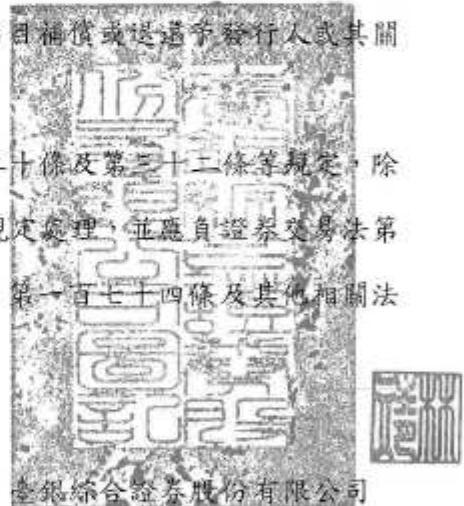 目補償或退還予發行人或其關
十條及第三十二條等規定,除
規定處理,並應負證券交易法第
第一百七十四條及其他相關法
臺銀綜合證券股份有限公司